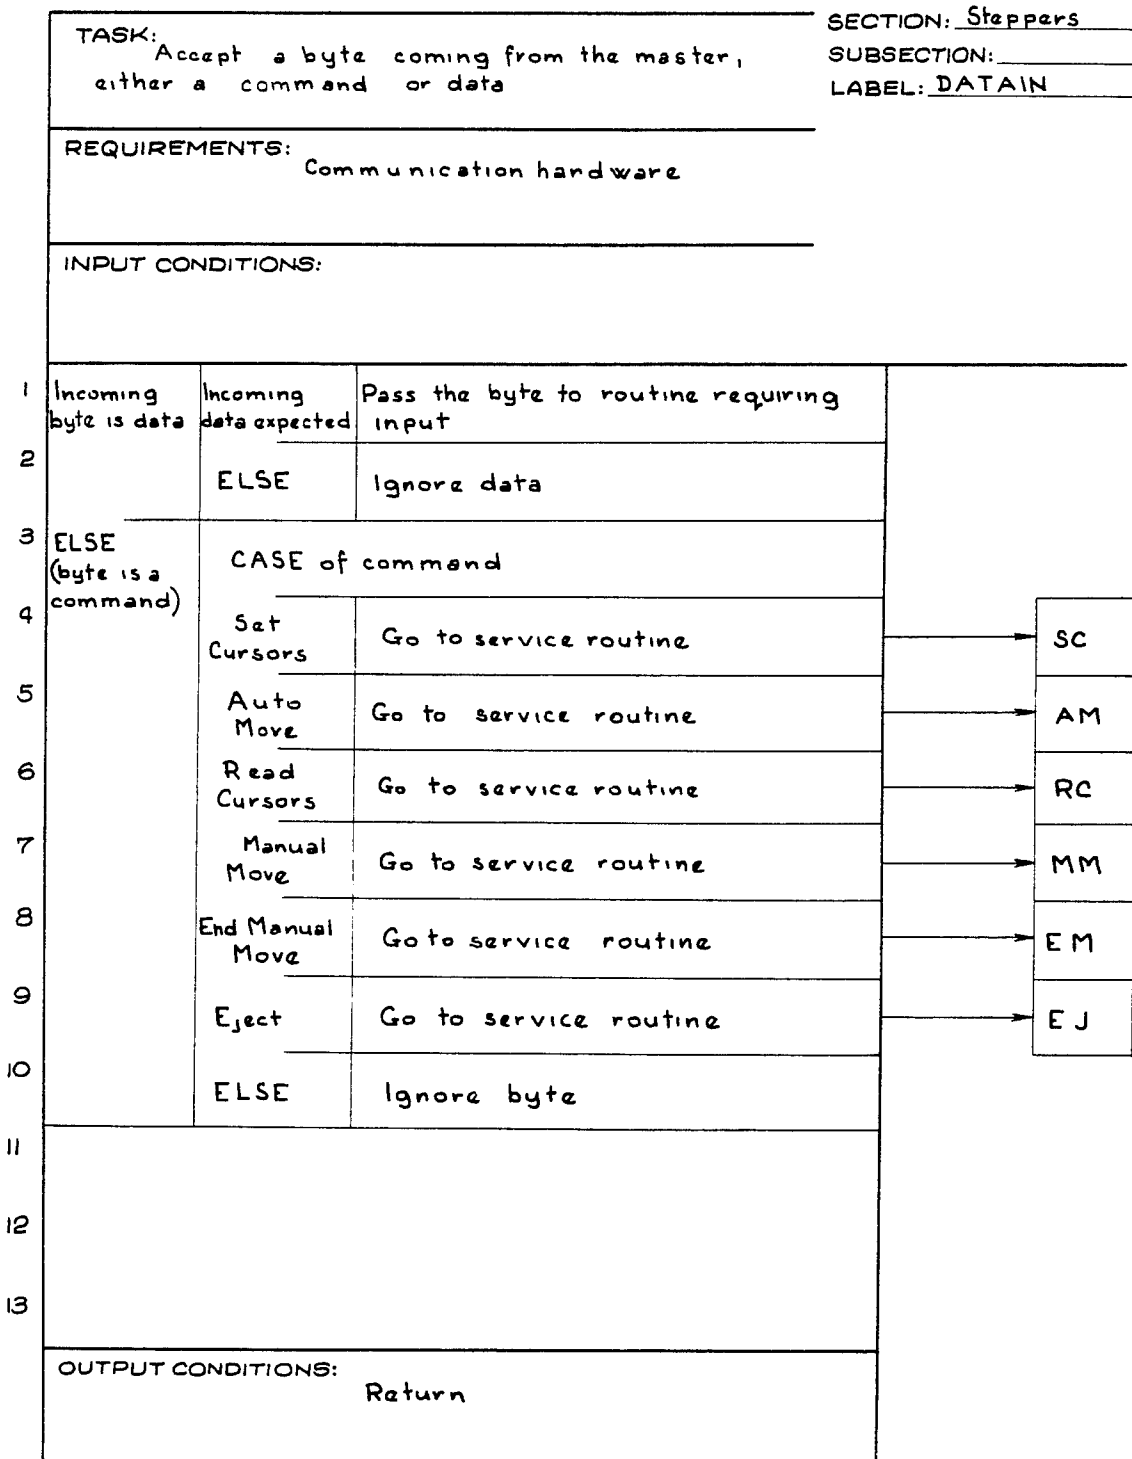 SECTION: Steppers
SUBSECTION:
LABEL: DATAIN
TASK:
Accept a byte coming from the master,
either a command or data
REQUIREMENTS:
Communication hardware
INPUT CONDITIONS:
1 Incoming Incoming Pass the byte to routine requiring
byte is data data expected input
2 ELSE Ignore data
3 ELSE
(byte is a CASE of command
command)
4 Set
Cursors Go to service routine SC
5 Auto
Move Go to service routine AM
6 Read
Cursors Go to service routine RC
7 Manual
Move Go to service routine MM
8 End Manual
Move Go to service routine EM
9 Eject Go to service routine EJ
10 ELSE Ignore byte
11
12
13
OUTPUT CONDITIONS:
Return